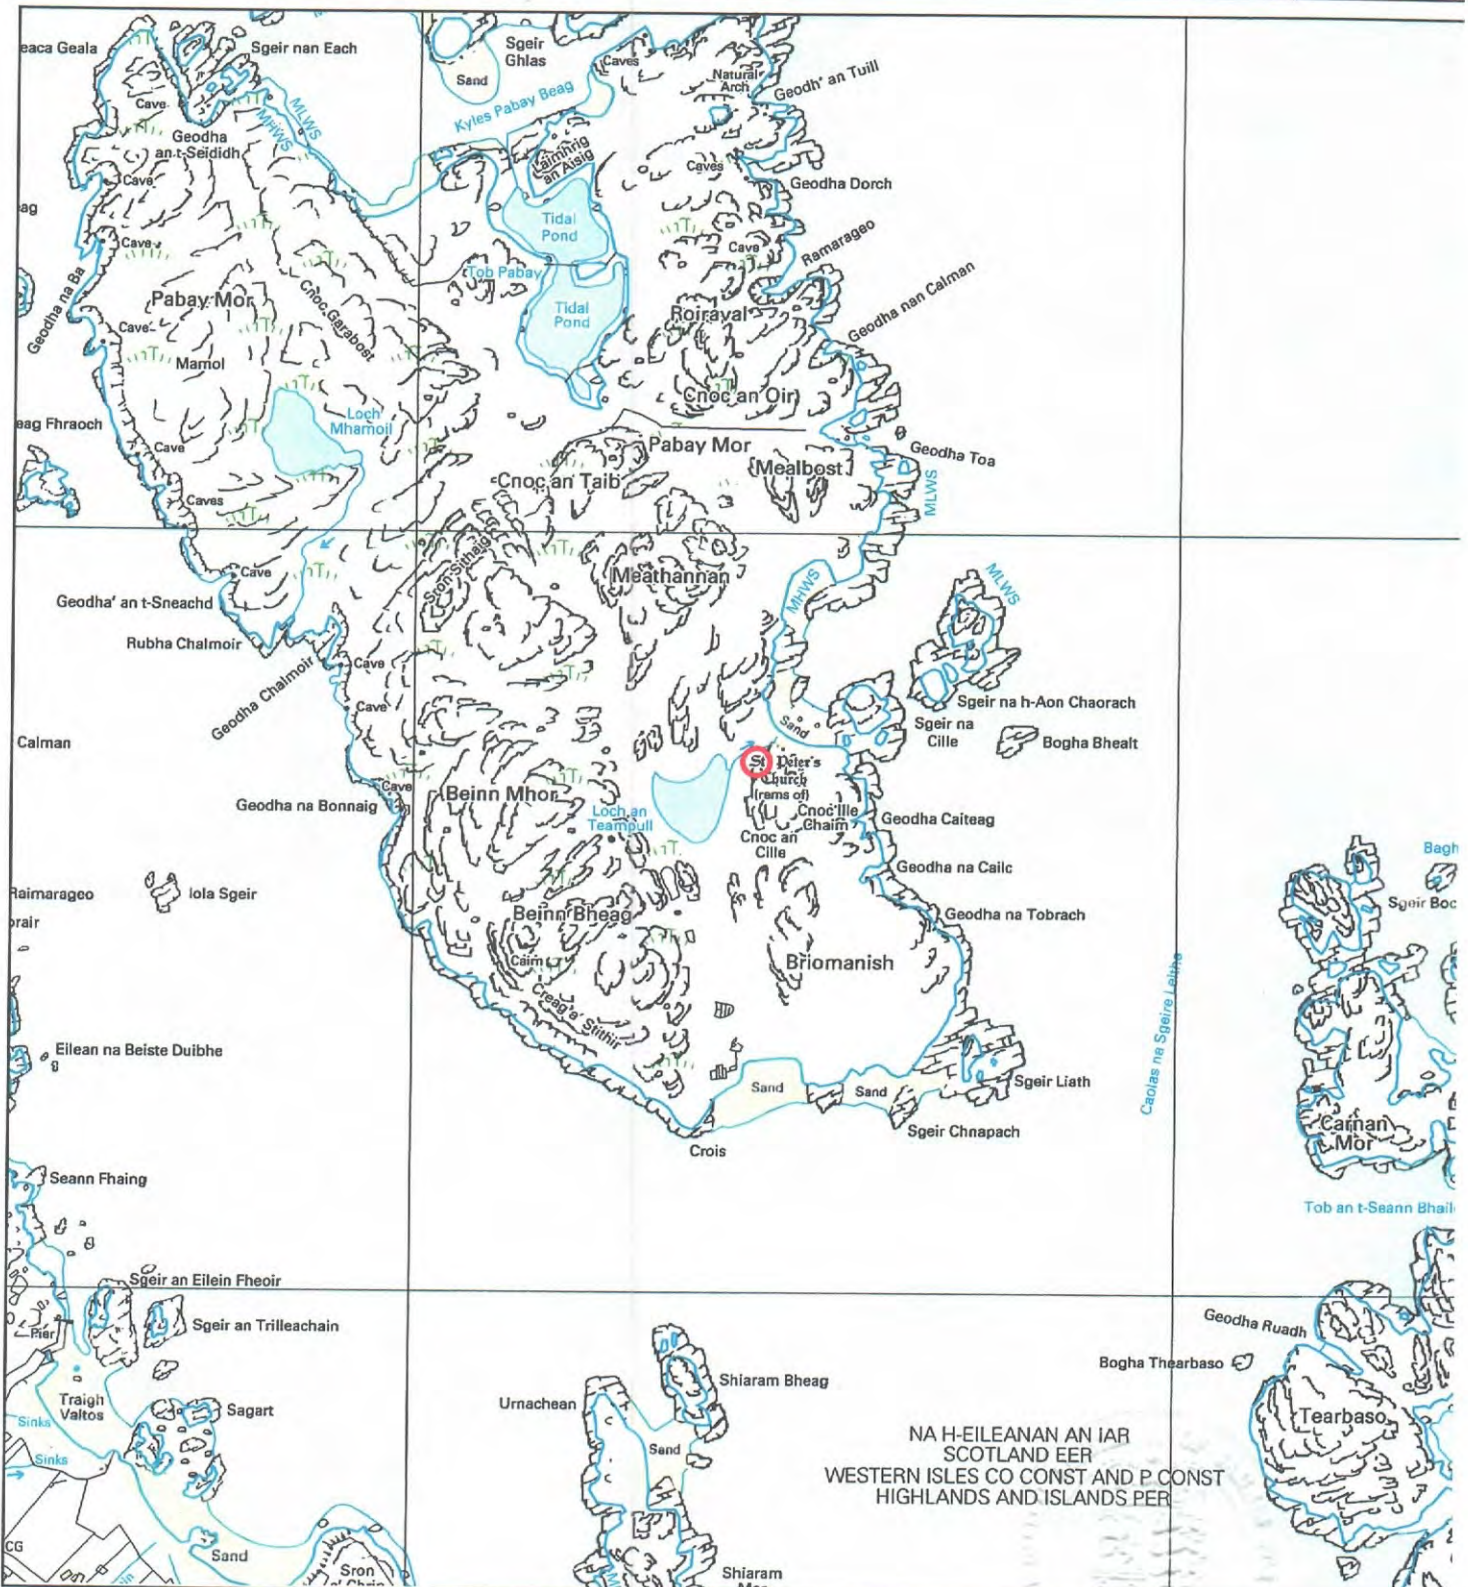 eaca Geala
Sgeir nan Each
Sgeir
Ghlas
Sand
Caves
Natural
Arch
Geodh' an Tuill
Kyles Pabay Beag
Cave
MLWS
MHWS
Geodha
an-t-Seididh
Laimhrig
an Aisig
Caves
Geodha Dorch
Cave
ag
Tidal
Pond
Cave
Cave
Ramarageo
Tob Pabay
Geodha na Ba
Pabay Mor
Cnoc Garabost
Tidal
Pond
Roiraval
Geodha nan Calman
Cave
Mamol
Cnoc an Oir
Loch
Mhamoil
eag Fhraoch
Cave
Pabay Mor
Geodha Toa
Mealbost
Cnoc an Taib
MLWS
Caves
Sron Sithaig
Meathannan
Cave
MHWS
MLWS
Geodha' an t-Sneachd
Rubha Chalmoir
Geodha Chalmoir
Cave
Cave
Sgeir na h-Aon Chaorach
Sand
Sgeir na
Cille
Bogha Bhealt
Calman
St Peter's
Church
(rems of)
Cave
Beinn Mhor
Geodha na Bonnaig
Loch an
Teampull
Cnoc Ille
Chaim
Geodha Caiteag
Cnoc an
Cille
Bagh
Geodha na Cailc
Raimarageo
Iola Sgeir
Sgeir Boc
orair
Beinn Bheag
Geodha na Tobrach
Cairn
Briomanish
Creag a' Stithir
Caolas na Sgeire Leithe
Eilean na Beiste Duibhe
Sand
Sand
Sgeir Liath
Sgeir Chnapach
Carnan
Mor
Crois
Seann Fhaing
Tob an t-Seann Bhail
Sgeir an Eilein Fheoir
Pier
Sgeir an Trilleachain
Geodha Ruadh
Bogha Thearbaso
Shiaram Bheag
Traigh
Valtos
Sagart
Urnachean
Sinks
Tearbaso
Sand
Sinks
NA H-EILEANAN AN IAR
SCOTLAND EER
WESTERN ISLES CO CONST AND P CONST
HIGHLANDS AND ISLANDS PER
CG
Sand
Sron
Shiaram